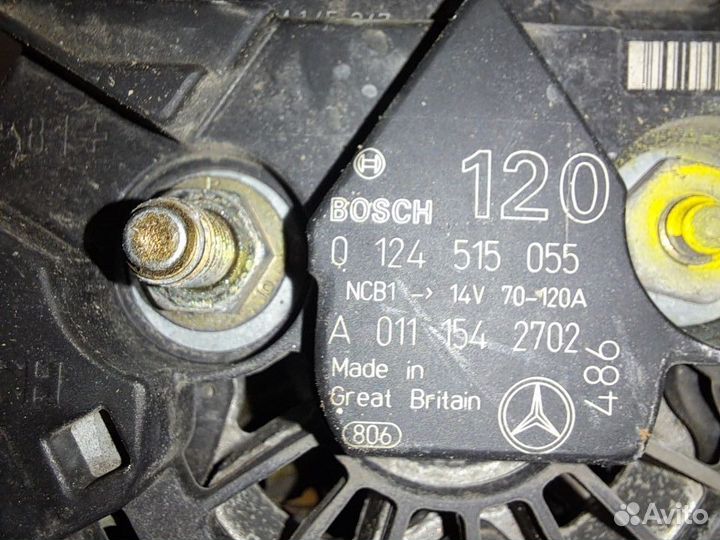 120
BOSCH
0 124 515 055
NCB1 -> 14V 70-120A
A 011 154 2702
486
Made in
Great Britain
806
Avito